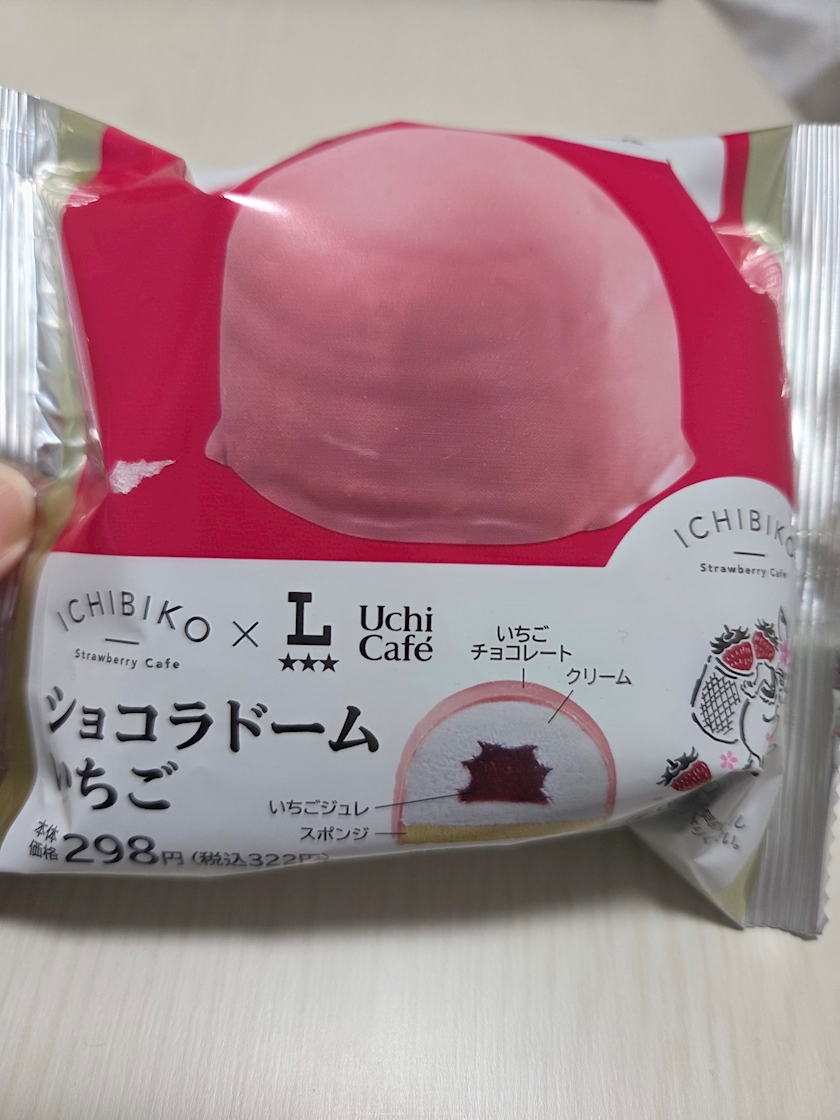 ICHIBIKO
Strawberry Cafe
ICHIBIKO
Strawberry Cafe
×
L
Uchi
Café
いちご
チョコレート
クリーム
ショコラドーム
いちご
いちごジュレ
スポンジ
本体
価格 298円 (税込322円)